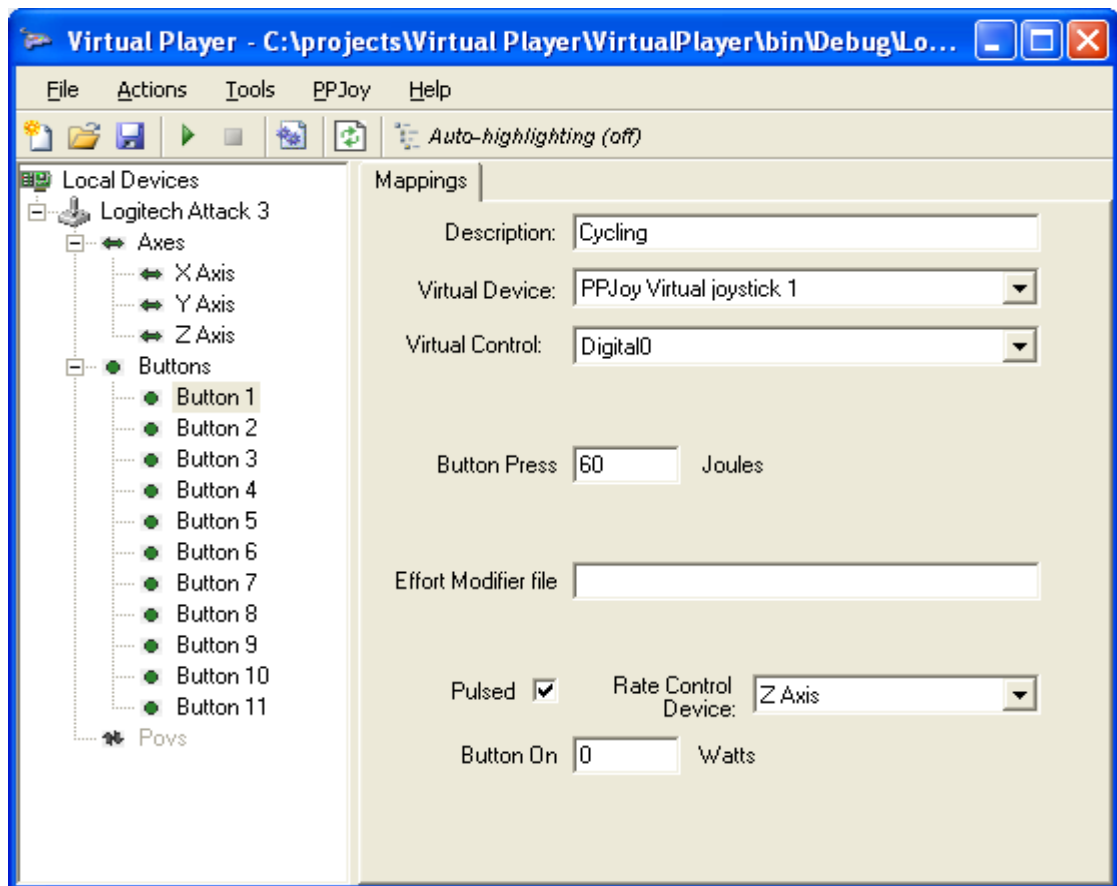 Virtual Player - C:\projects\Virtual Player\VirtualPlayer\bin\Debug\Lo...
File Actions Tools PPJoy Help
Auto-highlighting (off)
Local Devices
Logitech Attack 3
Axes
X Axis
Y Axis
Z Axis
Buttons
Button 1
Button 2
Button 3
Button 4
Button 5
Button 6
Button 7
Button 8
Button 9
Button 10
Button 11
Povs
Mappings
Description: Cycling
Virtual Device: PPJoy Virtual joystick 1
Virtual Control: Digital0
Button Press 60 Joules
Effort Modifier file
Pulsed Rate Control Device: Z Axis
Button On 0 Watts